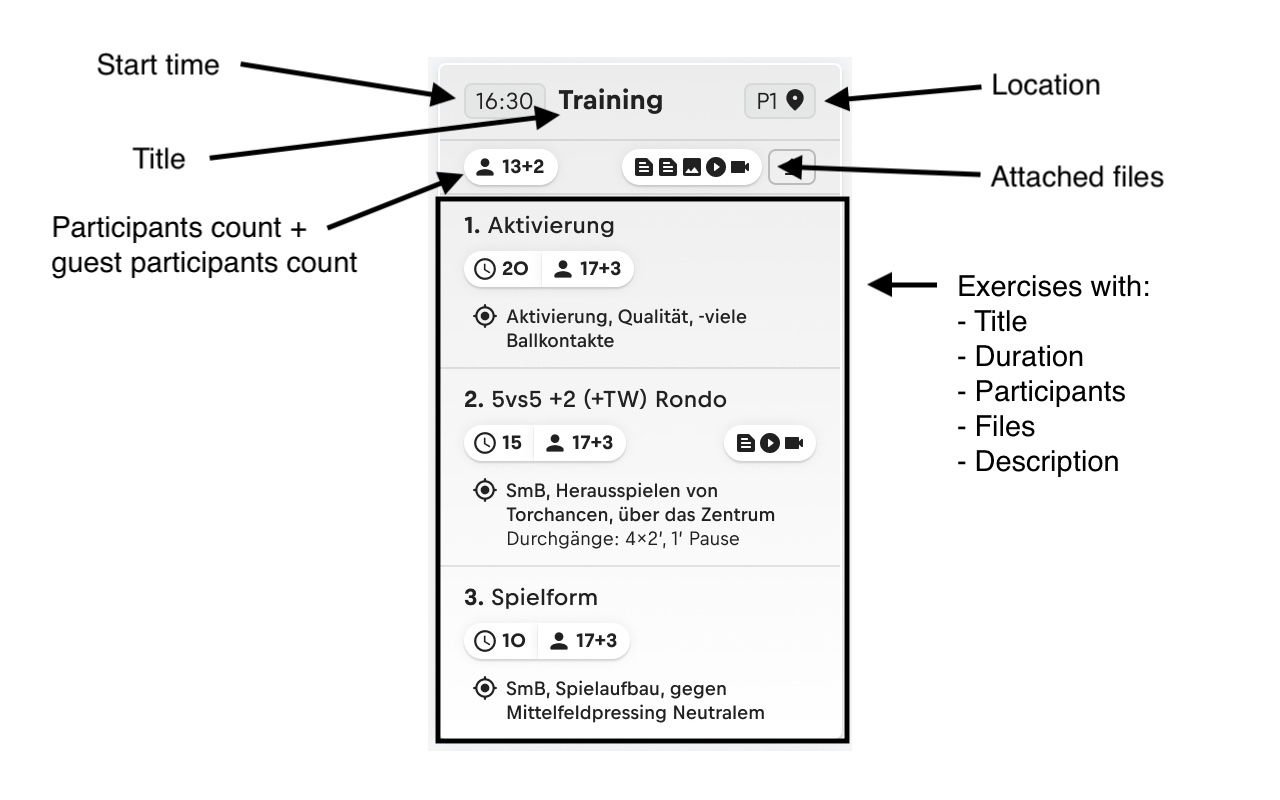 Start time
16:30 Training P1
Location
Title
13+2
Attached files
Participants count +
guest participants count
1. Aktivierung
20 17+3
Aktivierung, Qualität, -viele
Ballkontakte
Exercises with:
- Title
- Duration
- Participants
- Files
- Description
2. 5vs5 +2 (+TW) Rondo
15 17+3
SmB, Herausspielen von
Torchancen, über das Zentrum
Durchgänge: 4×2’, 1’ Pause
3. Spielform
10 17+3
SmB, Spielaufbau, gegen
Mittelfeldpressing Neutralem